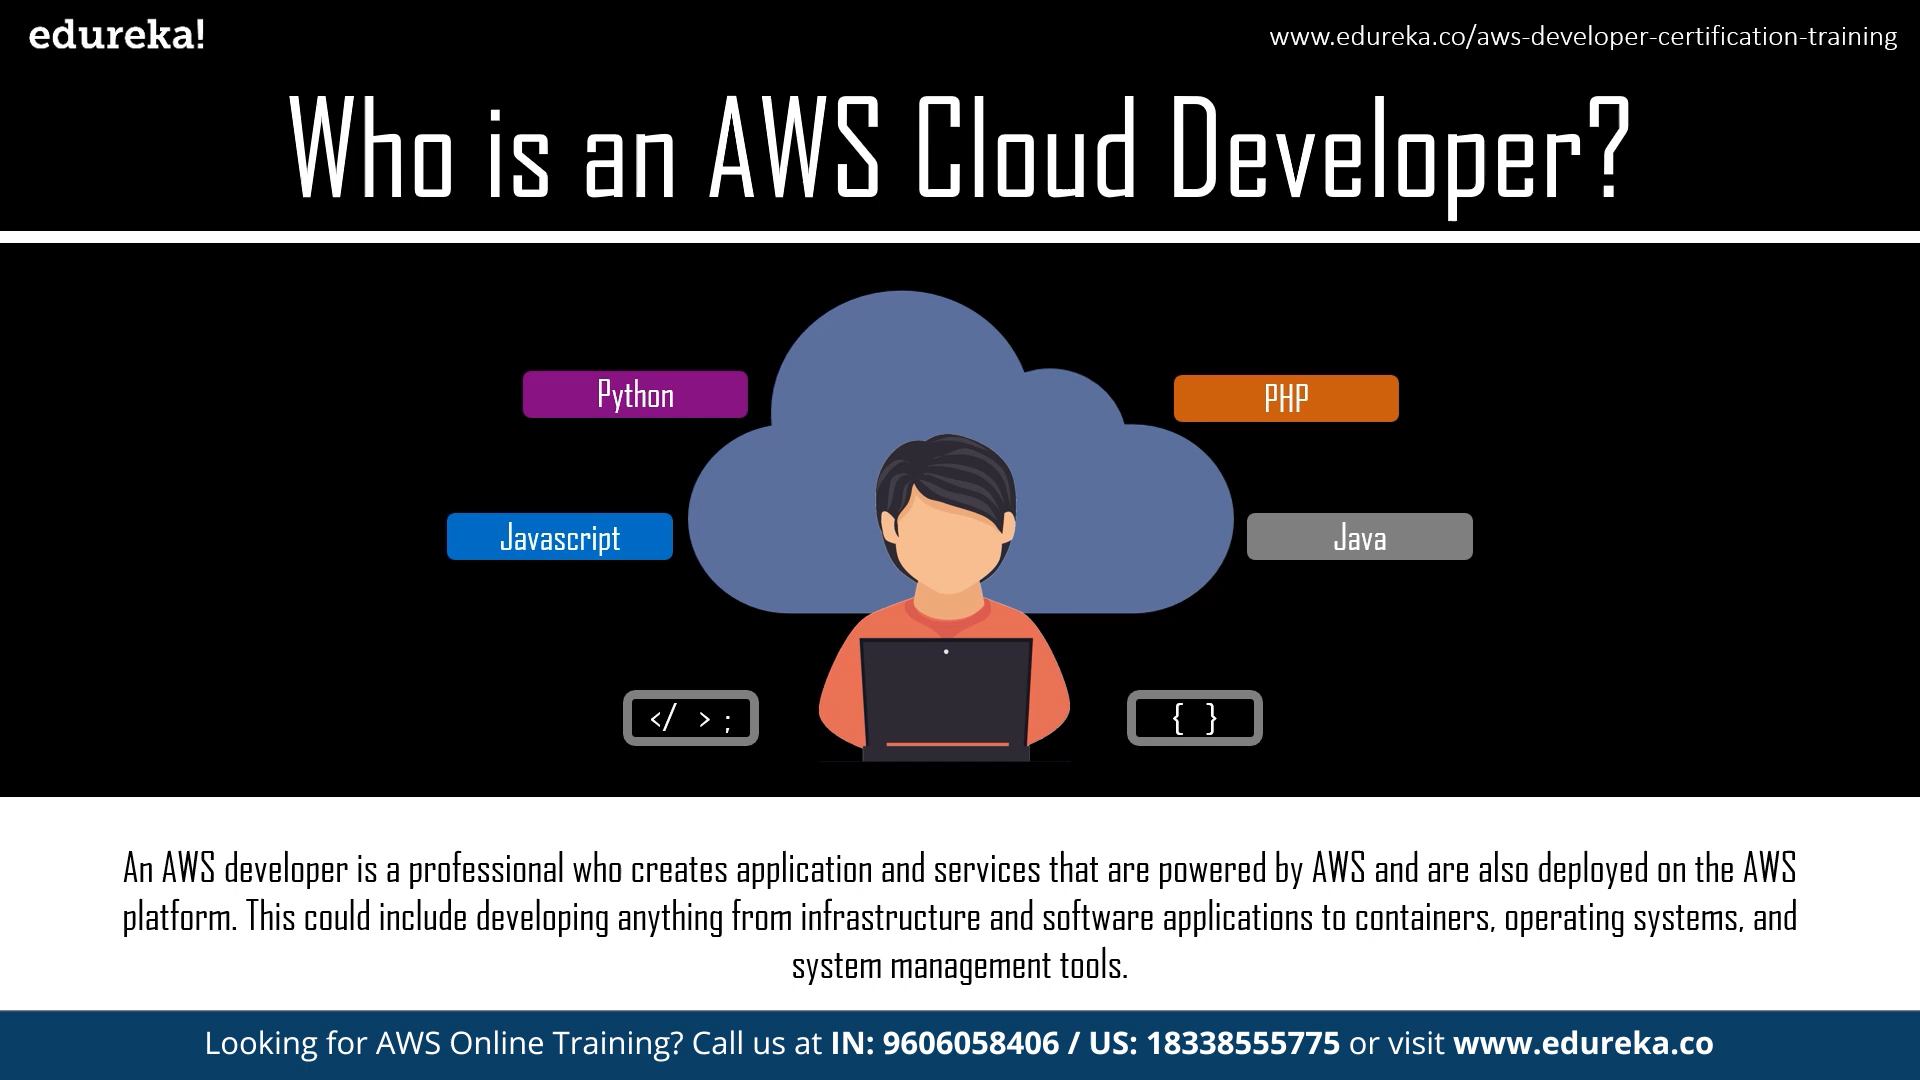 edureka!
www.edureka.co/aws-developer-certification-training
Who is an AWS Cloud Developer?
Python
PHP
Javascript
Java
</ > ;
{ }
An AWS developer is a professional who creates application and services that are powered by AWS and are also deployed on the AWS
platform. This could include developing anything from infrastructure and software applications to containers, operating systems, and
system management tools.
Looking for AWS Online Training? Call us at IN: 9606058406 / US: 18338555775 or visit www.edureka.co